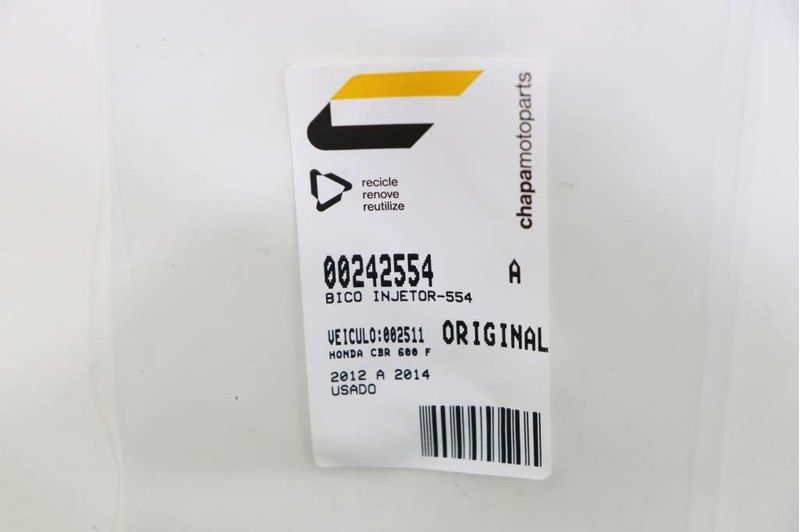 chapamotoparts
recicle
renove
reutilize
00242554 A
BICO INJETOR-554
VEICULO:002511 ORIGINAL
HONDA CBR 600 F
2012 A 2014
USADO